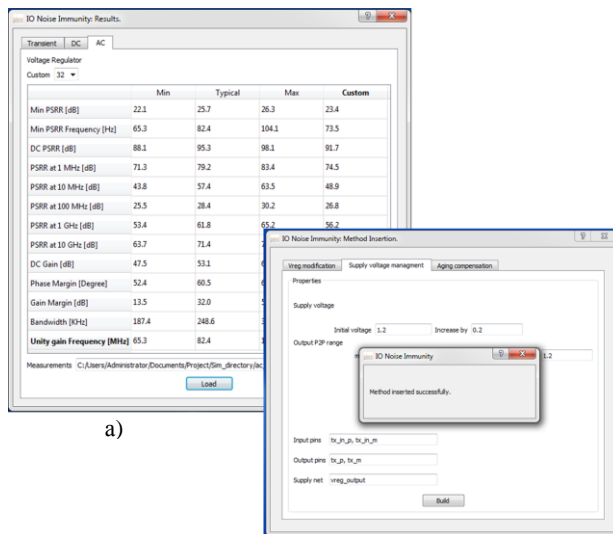 IO Noise Immunity: Results.
Transient DC AC
Voltage Regulator
Custom 32
Min Typical Max Custom
Min PSRR [dB] 22.1 25.7 26.3 23.4
Min PSRR Frequency [Hz] 65.3 82.4 104.1 73.5
DC PSRR [dB] 88.1 95.3 98.1 91.7
PSRR at 1 MHz [dB] 71.3 79.2 83.4 74.5
PSRR at 10 MHz [dB] 43.8 57.4 63.5 48.9
PSRR at 100 MHz [dB] 25.5 28.4 30.2 26.8
PSRR at 1 GHz [dB] 53.4 61.8 65.2 56.2
PSRR at 10 GHz [dB] 63.7 71.4
DC Gain [dB] 47.5 53.1
Phase Margin [Degree] 52.4 60.5
Gain Margin [dB] 13.5 32.0
Bandwidth [KHz] 187.4 248.6
Unity gain Frequency [MHz] 65.3 82.4
Measurements C:/Users/Administrator/Documents/Project/Sim_directory/ac
Load
a)
IO Noise Immunity: Method Insertion.
Vreg modification Supply voltage managment Aging compensation
Properties
Supply voltage
Initial voltage 1.2 Increase by 0.2
Output P2P range
1.2
IO Noise Immunity
Method inserted successfully.
Input pins tx_in_p, tx_in_m
Output pins tx_p, tx_m
Supply net vreg_output
Build